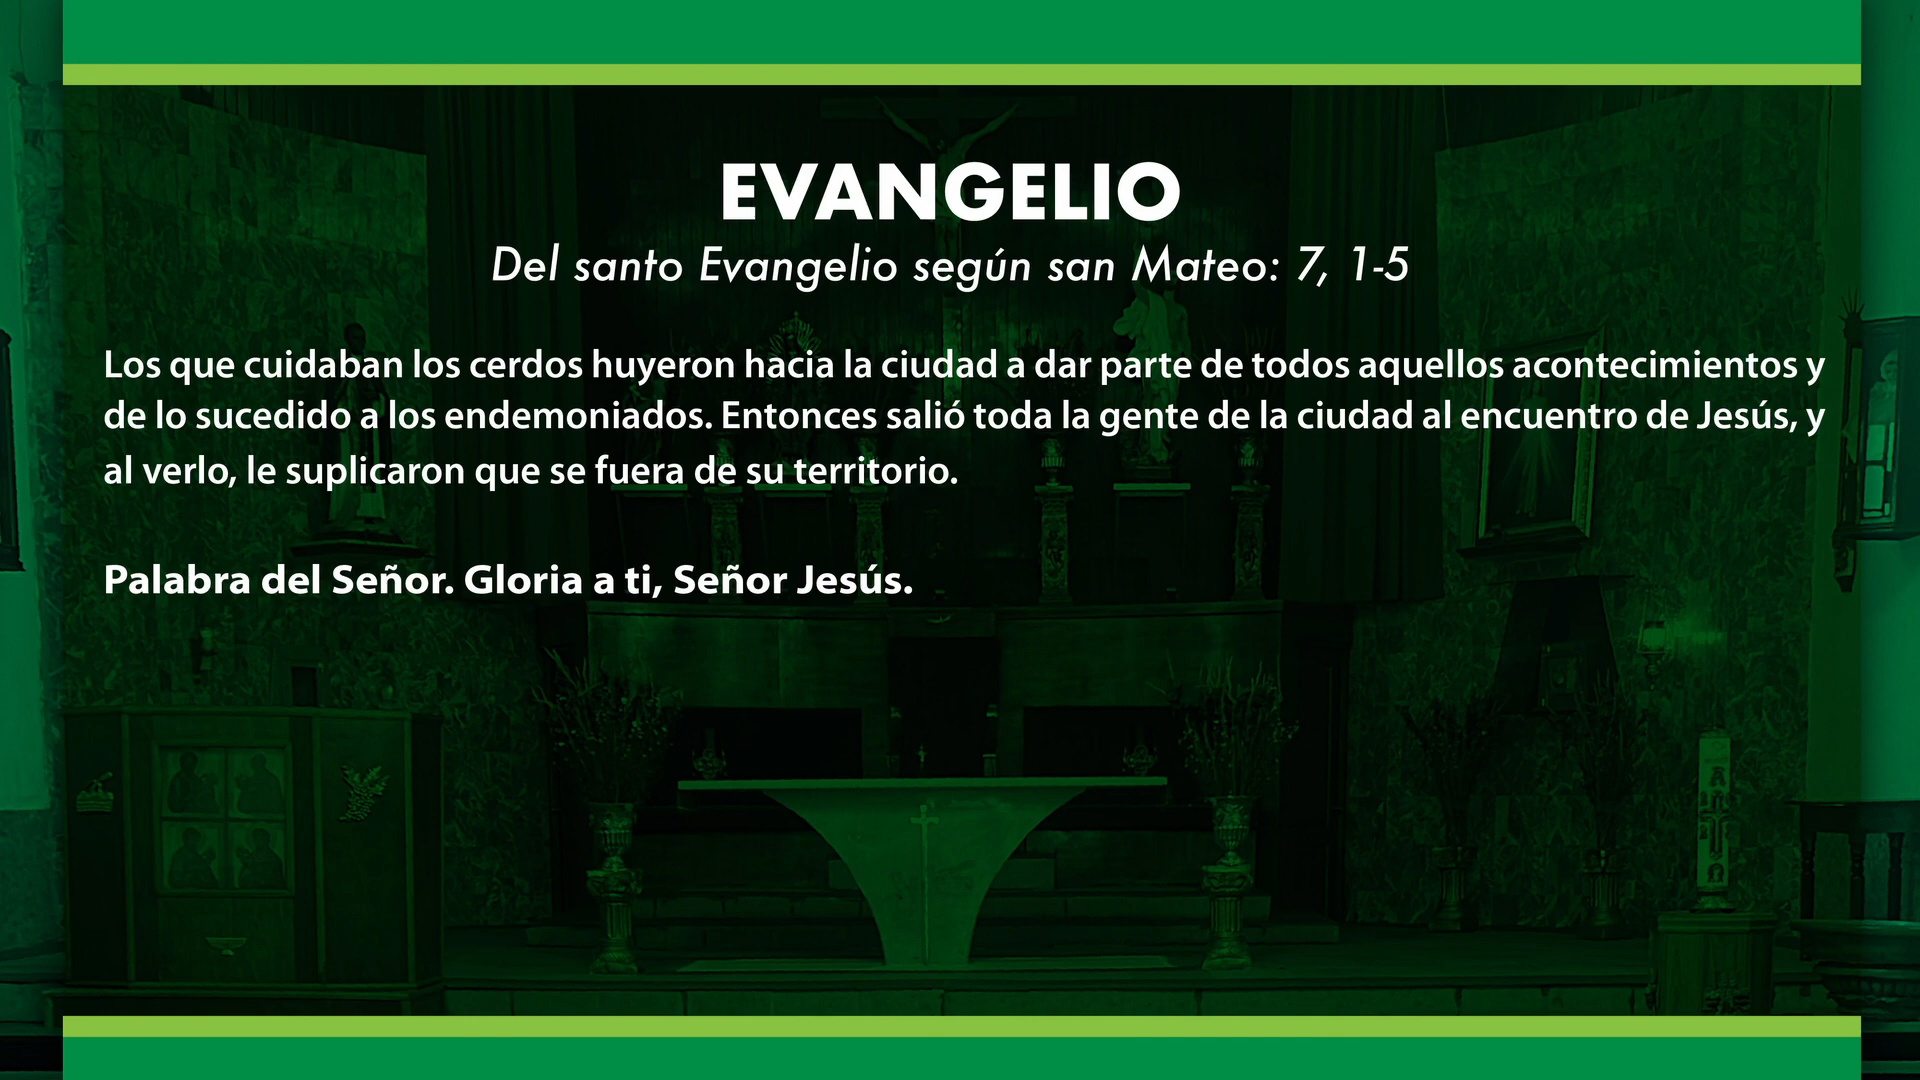 EVANGELIO
Del santo Evangelio según san Mateo: 7, 1-5
Los que cuidaban los cerdos huyeron hacia la ciudad a dar parte de todos aquellos acontecimientos y
de lo sucedido a los endemoniados. Entonces salió toda la gente de la ciudad al encuentro de Jesús, y
al verlo, le suplicaron que se fuera de su territorio.
Palabra del Señor. Gloria a ti, Señor Jesús.